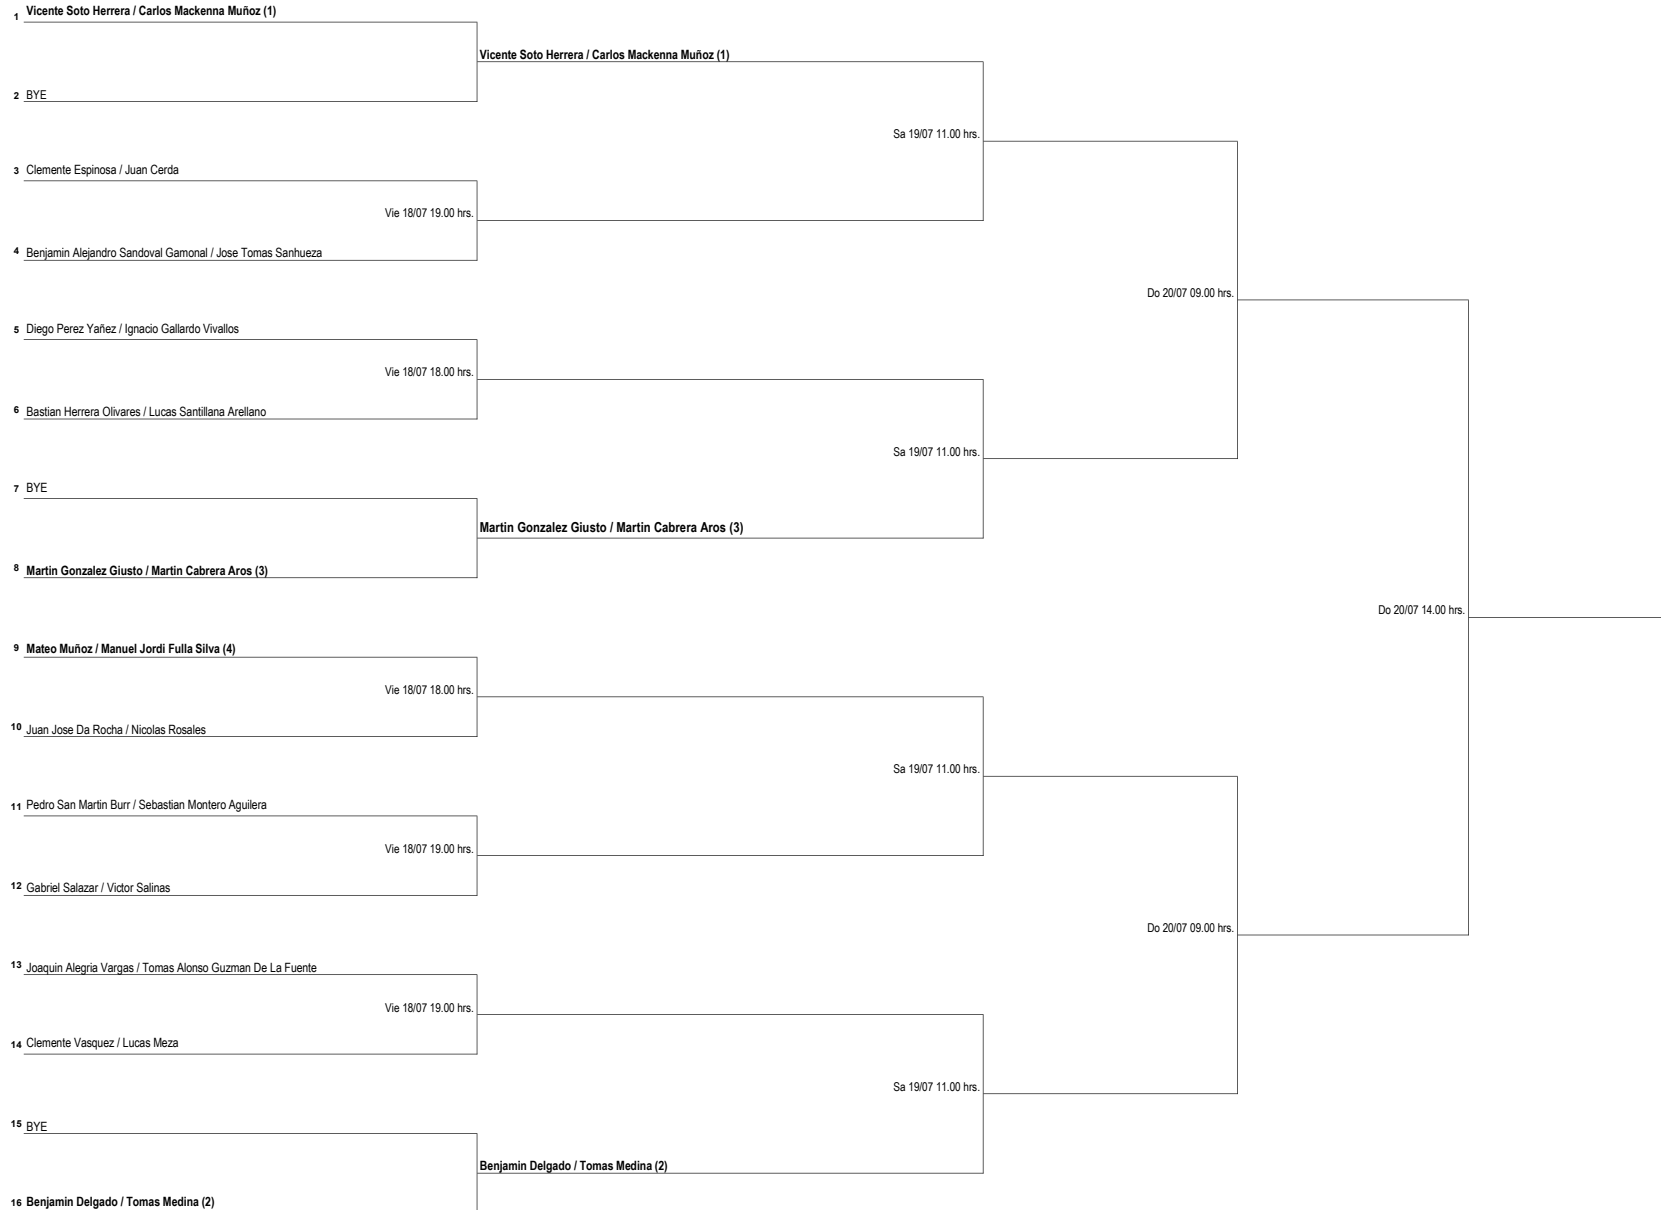 1 Vicente Soto Herrera / Carlos Mackenna Muñoz (1)
Vicente Soto Herrera / Carlos Mackenna Muñoz (1)
2 BYE
Sa 19/07 11.00 hrs.
3 Clemente Espinosa / Juan Cerda
Vie 18/07 19.00 hrs.
4 Benjamin Alejandro Sandoval Gamonal / Jose Tomas Sanhueza
Do 20/07 09.00 hrs.
5 Diego Perez Yañez / Ignacio Gallardo Vivallos
Vie 18/07 18.00 hrs.
6 Bastian Herrera Olivares / Lucas Santillana Arellano
Sa 19/07 11.00 hrs.
7 BYE
Martin Gonzalez Giusto / Martin Cabrera Aros (3)
8 Martin Gonzalez Giusto / Martin Cabrera Aros (3)
Do 20/07 14.00 hrs.
9 Mateo Muñoz / Manuel Jordi Fulla Silva (4)
Vie 18/07 18.00 hrs.
10 Juan Jose Da Rocha / Nicolas Rosales
Sa 19/07 11.00 hrs.
11 Pedro San Martin Burr / Sebastian Montero Aguilera
Vie 18/07 19.00 hrs.
12 Gabriel Salazar / Victor Salinas
Do 20/07 09.00 hrs.
13 Joaquin Alegria Vargas / Tomas Alonso Guzman De La Fuente
Vie 18/07 19.00 hrs.
14 Clemente Vasquez / Lucas Meza
Sa 19/07 11.00 hrs.
15 BYE
Benjamin Delgado / Tomas Medina (2)
16 Benjamin Delgado / Tomas Medina (2)